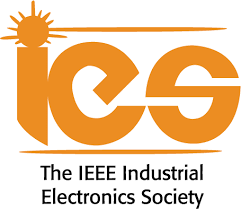 ies
The IEEE Industrial
Electronics Society